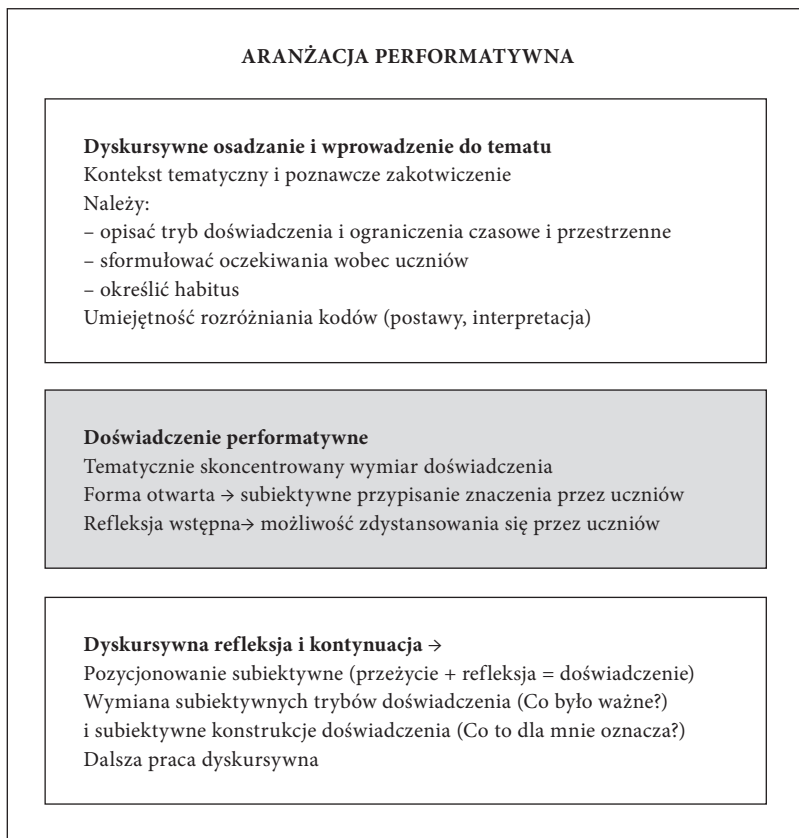 ARANŻACJA PERFORMATYWNA
Dyskursywne osadzanie i wprowadzenie do tematu
Kontekst tematyczny i poznawcze zakotwiczenie
Należy:
– opisać tryb doświadczenia i ograniczenia czasowe i przestrzenne
– sformułować oczekiwania wobec uczniów
– określić habitus
Umiejętność rozróżniania kodów (postawy, interpretacja)
Doświadczenie performatywne
Tematycznie skoncentrowany wymiar doświadczenia
Forma otwarta → subiektywne przypisanie znaczenia przez uczniów
Refleksja wstępna→ możliwość zdystansowania się przez uczniów
Dyskursywna refleksja i kontynuacja →
Pozycjonowanie subiektywne (przeżycie + refleksja = doświadczenie)
Wymiana subiektywnych trybów doświadczenia (Co było ważne?)
i subiektywne konstrukcje doświadczenia (Co to dla mnie oznacza?)
Dalsza praca dyskursywna